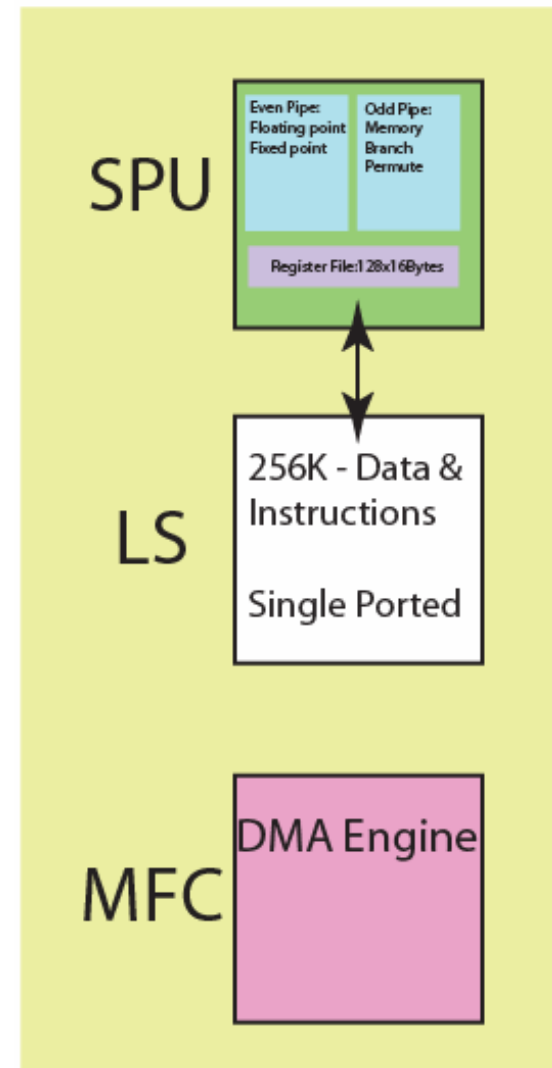 SPU
Even Pipe:
Floating point
Fixed point
Odd Pipe:
Memory
Branch
Permute
Register File:128x16Bytes
LS
256K - Data &
Instructions
Single Ported
MFC
DMA Engine